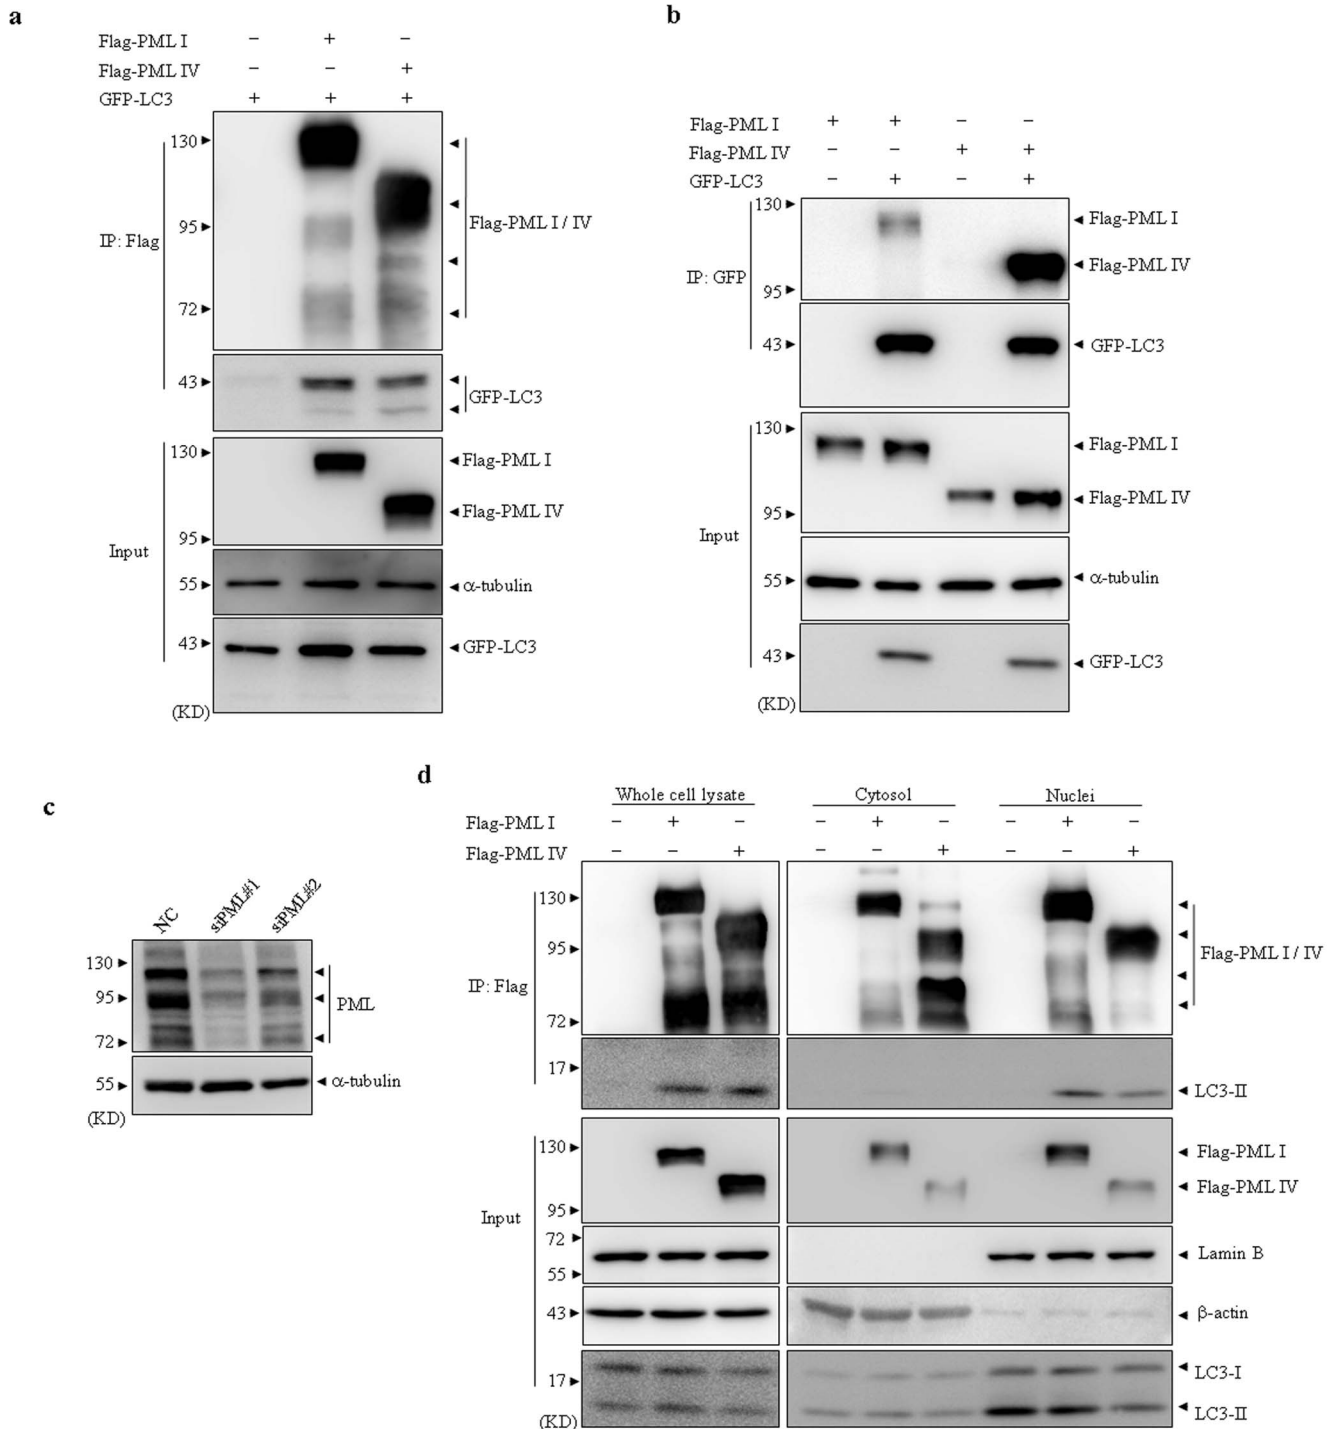 a
Flag-PML I – + –
Flag-PML IV – – +
GFP-LC3 + + +
130
95
72
IP: Flag
Flag-PML I / IV
43
GFP-LC3
130
Flag-PML I
Flag-PML IV
95
Input
55
α-tubulin
43
GFP-LC3
(KD)
b
Flag-PML I + + – –
Flag-PML IV – – + +
GFP-LC3 – + – +
130
Flag-PML I
IP: GFP
Flag-PML IV
95
43
GFP-LC3
130
Flag-PML I
Flag-PML IV
95
Input
55
α-tubulin
43
GFP-LC3
(KD)
c
NC siPML#1 siPML#2
130
95
72
PML
55
α-tubulin
(KD)
d
Whole cell lysate Cytosol Nuclei
Flag-PML I – + – – + – – + –
Flag-PML IV – – + – – + – – +
130
95
72
IP: Flag
Flag-PML I / IV
17
LC3-II
130
Flag-PML I
Flag-PML IV
95
Input
72
Lamin B
55
43
β-actin
LC3-I
17
LC3-II
(KD)